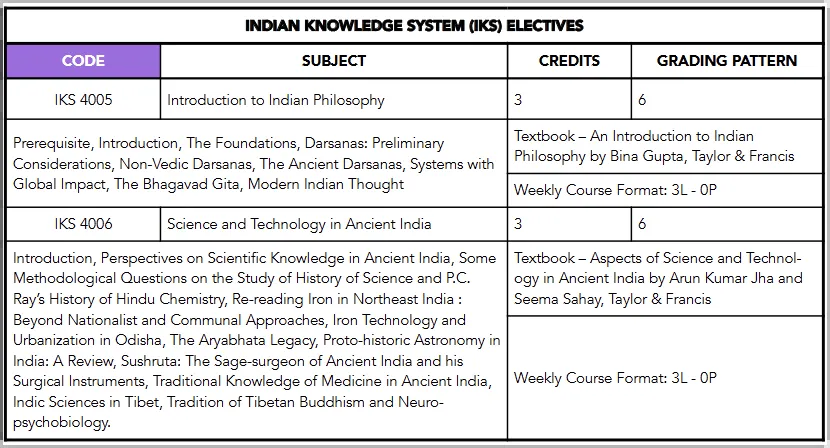 INDIAN KNOWLEDGE SYSTEM (IKS) ELECTIVES
CODE SUBJECT CREDITS GRADING PATTERN
IKS 4005 Introduction to Indian Philosophy 3 6
Prerequisite, Introduction, The Foundations, Darsanas: Preliminary
Considerations, Non-Vedic Darsanas, The Ancient Darsanas, Systems with
Global Impact, The Bhagavad Gita, Modern Indian Thought
Textbook – An Introduction to Indian
Philosophy by Bina Gupta, Taylor & Francis
Weekly Course Format: 3L - 0P
IKS 4006 Science and Technology in Ancient India 3 6
Introduction, Perspectives on Scientific Knowledge in Ancient India, Some
Methodological Questions on the Study of History of Science and P.C.
Ray's History of Hindu Chemistry, Re-reading Iron in Northeast India :
Beyond Nationalist and Communal Approaches, Iron Technology and
Urbanization in Odisha, The Aryabhata Legacy, Proto-historic Astronomy in
India: A Review, Sushruta: The Sage-surgeon of Ancient India and his
Surgical Instruments, Traditional Knowledge of Medicine in Ancient India,
Indic Sciences in Tibet, Tradition of Tibetan Buddhism and Neuro-
psychobiology.
Textbook – Aspects of Science and Technol-
ogy in Ancient India by Arun Kumar Jha and
Seema Sahay, Taylor & Francis
Weekly Course Format: 3L - 0P